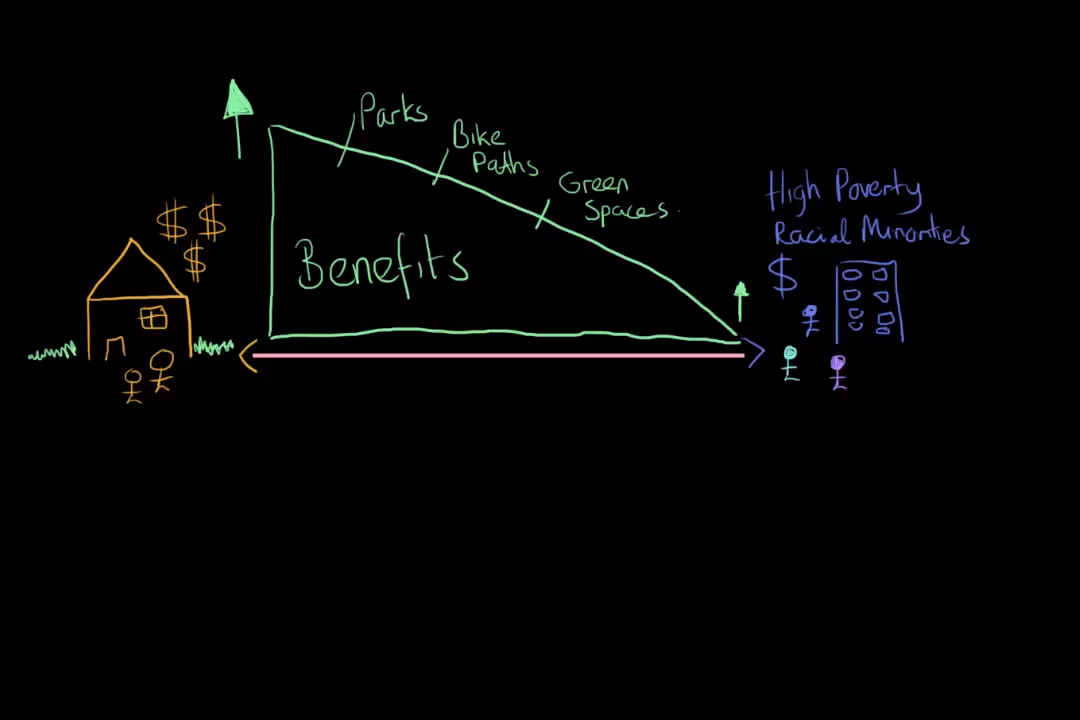 Parks
Bike
Paths
Green
Spaces.
Benefits
$ $
$
High Poverty
Racial Minorities
$